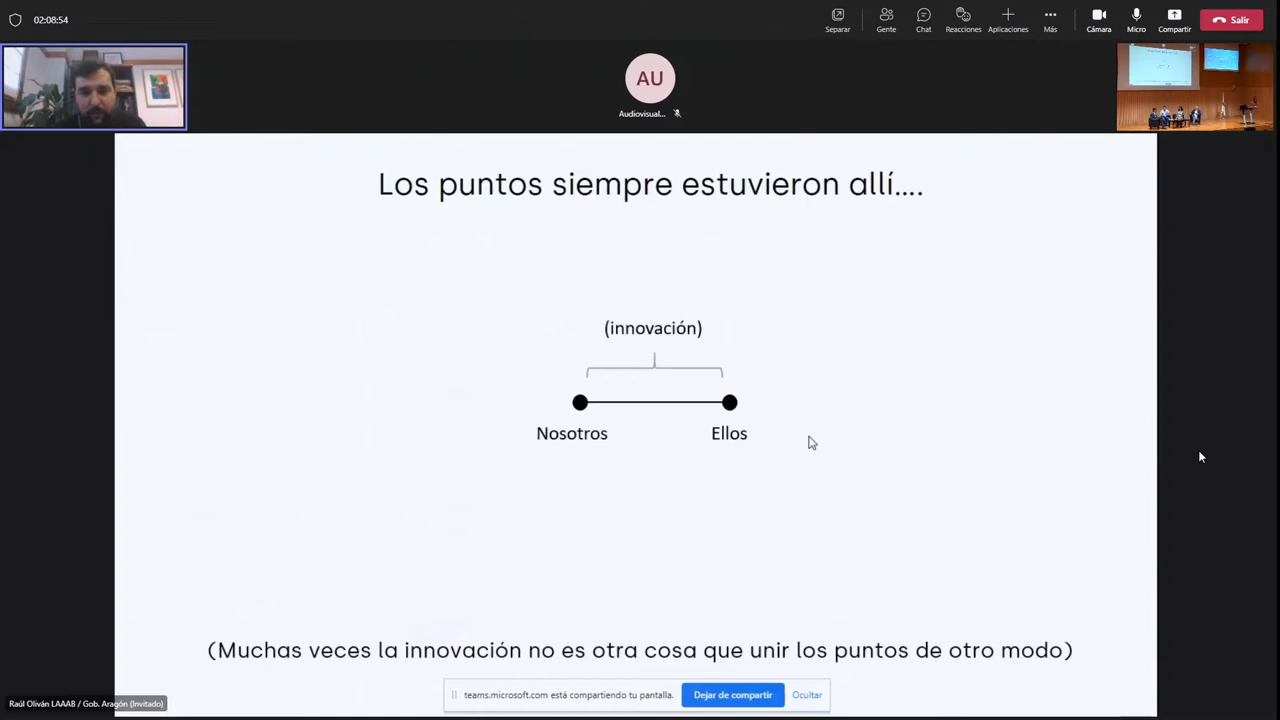 02:08:54
Separar
Gente
Chat
Reacciones
Aplicaciones
Más
Cámara
Micro
Compartir
Salir
AU
Audiovisual...
Los puntos siempre estuvieron allí....
(innovación)
Nosotros
Ellos
(Muchas veces la innovación no es otra cosa que unir los puntos de otro modo)
teams.microsoft.com está compartiendo tu pantalla.
Dejar de compartir
Ocultar
Raúl Oliván LAAAB / Gob. Aragón (Invitado)